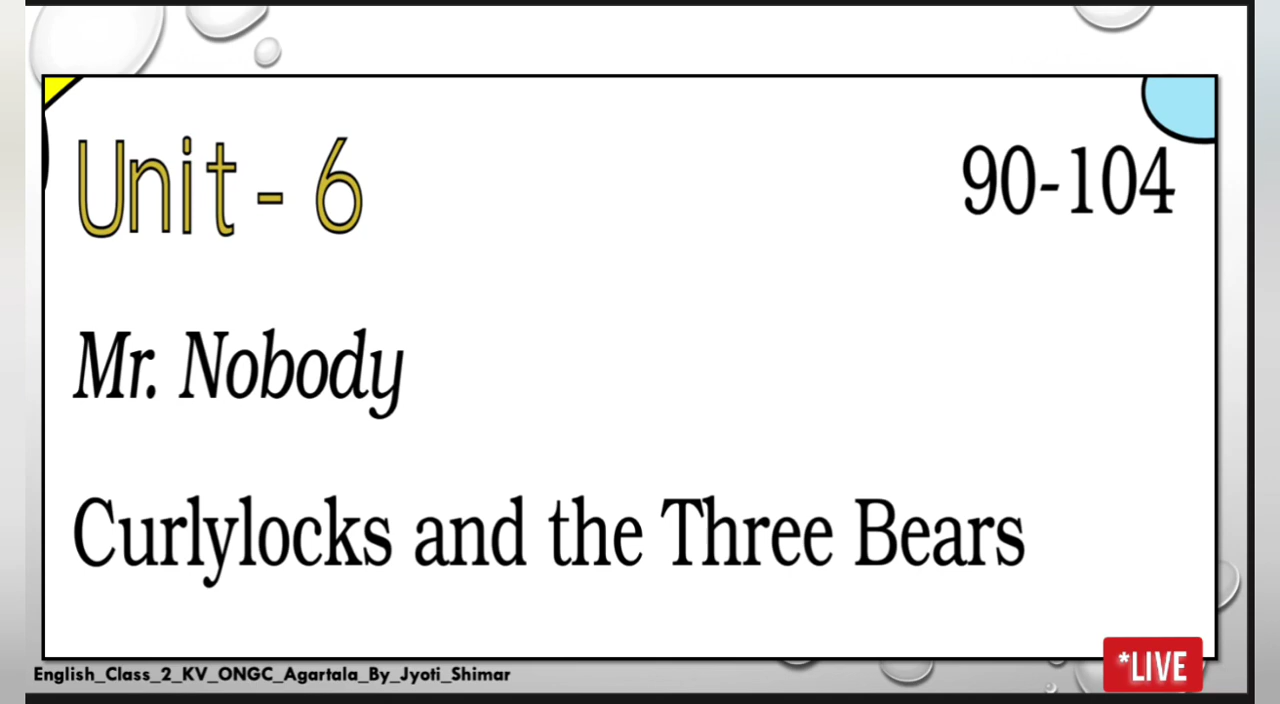 Unit - 6
90-104
Mr. Nobody
Curlylocks and the Three Bears
English_Class_2_KV_ONGC_Agartala_By_Jyoti_Shimar
*LIVE